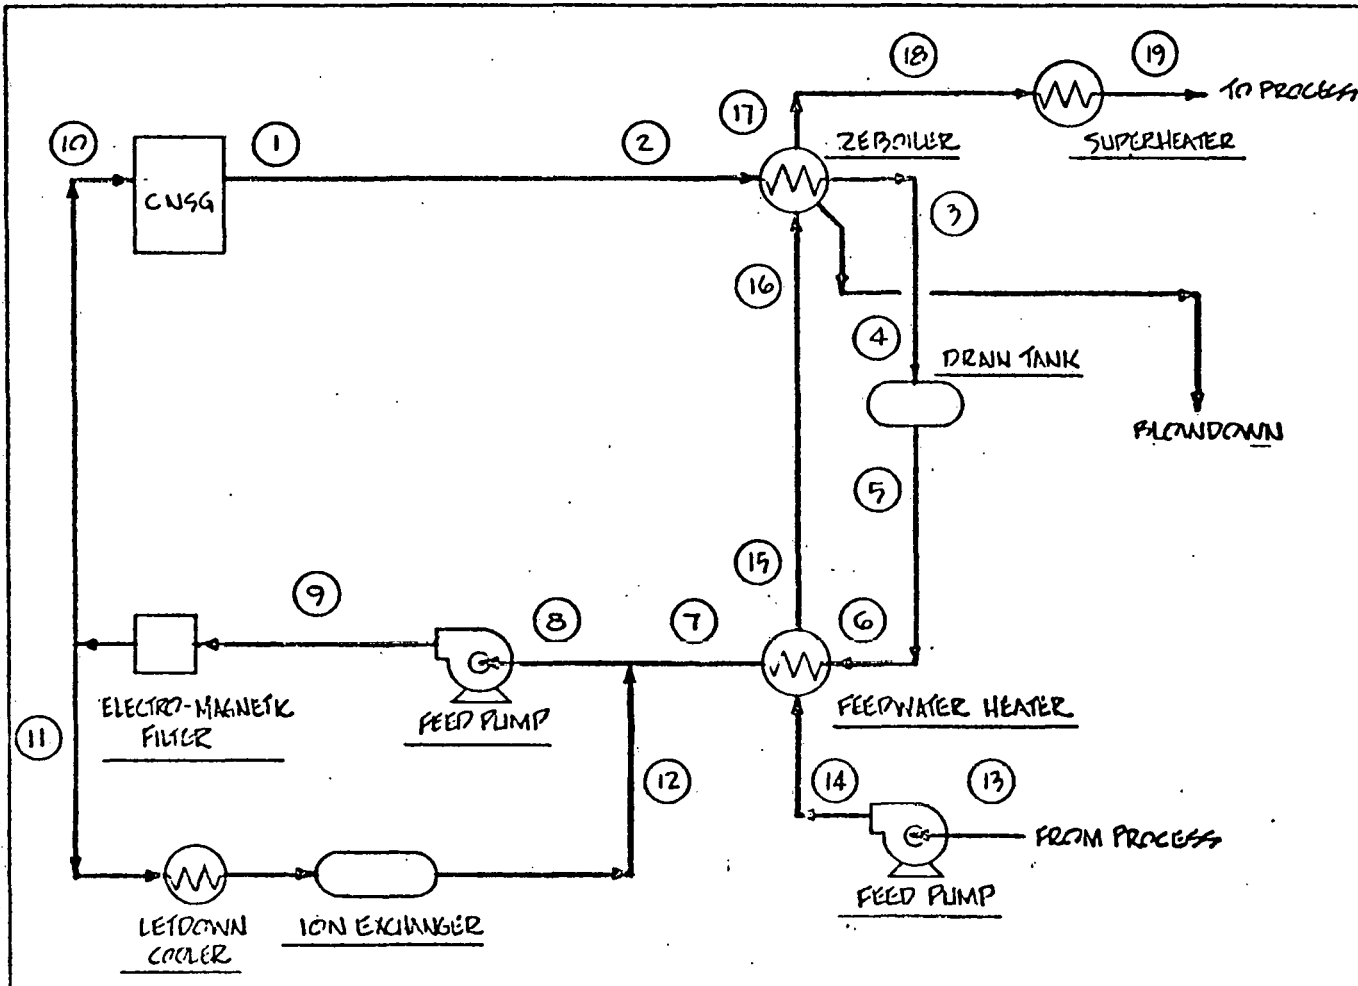 18
19
TO PROCESS
17
10
1
2
REBOILER
SUPERHEATER
CNSG
3
16
4
DRAIN TANK
BLOWDOWN
5
15
9
8
7
6
ELECTRO-MAGNETIC
FILTER
FEED PUMP
FEEDWATER HEATER
11
12
14
13
FROM PROCESS
FEED PUMP
LETDOWN
COOLER
ION EXCHANGER